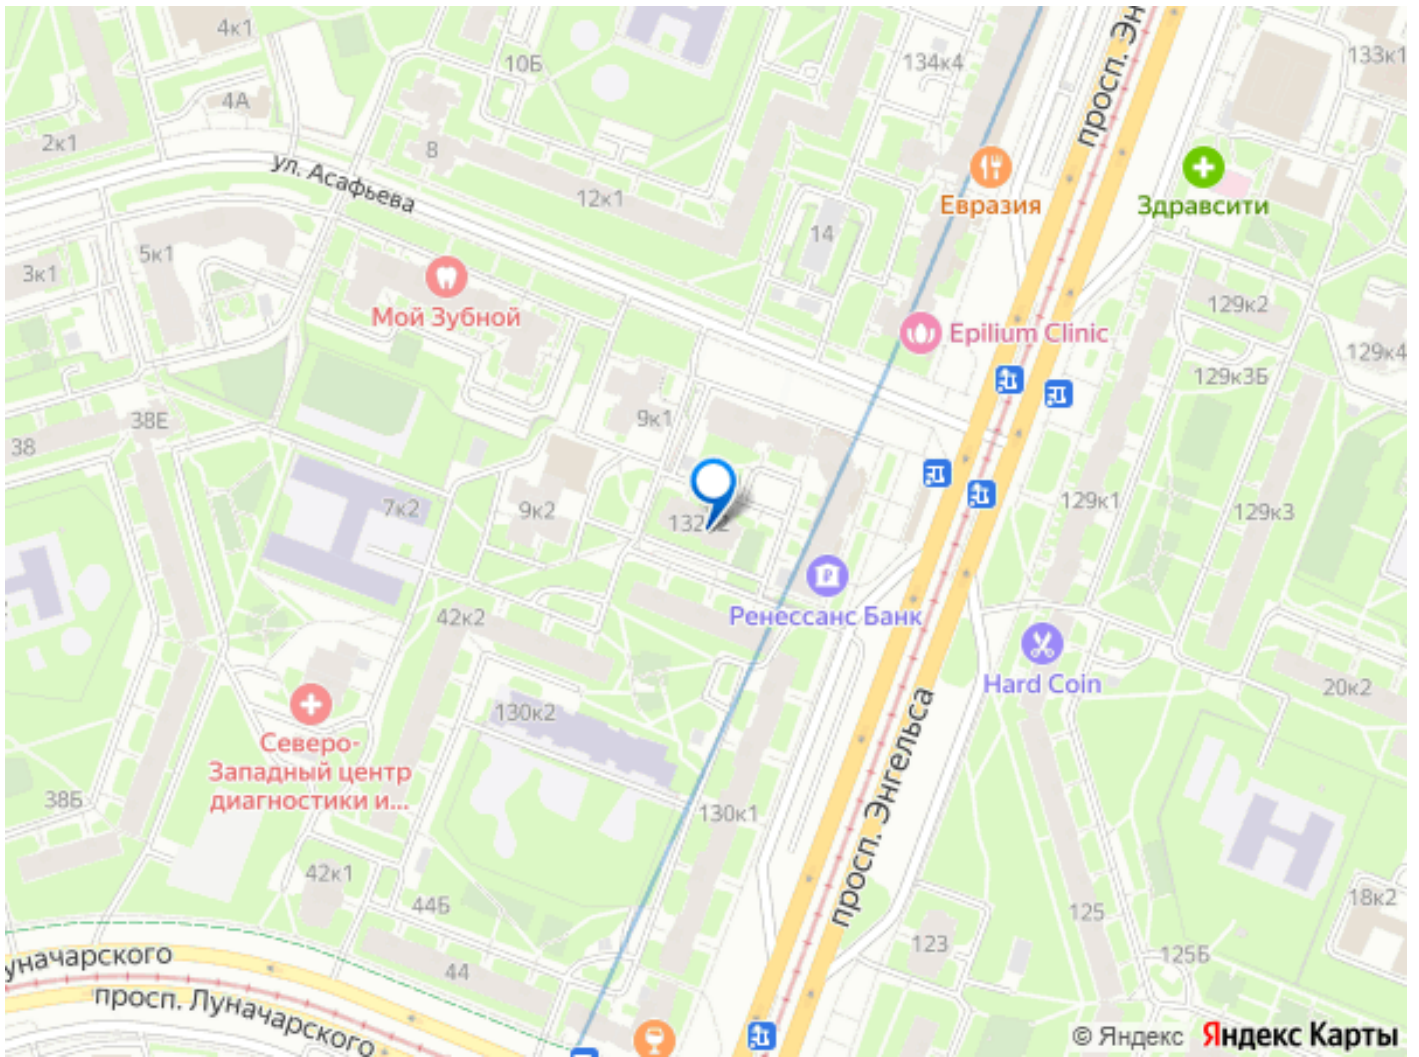 4к1
10Б
134к4
просп. Эн
133к1
4А
2к1
8
ул. Асафьева
12к1
Евразия
Здравсити
14
5к1
3к1
Мой Зубной
Epilium Clinic
129к2
129к4
129к3Б
38Е
38
9к1
7к2
9к2
129к1
129к3
Ренессанс Банк
42к2
Hard Coin
20к2
130к2
Северо-
Западный центр
диагностики и...
просп. Энгельса
38Б
130к1
42к1
44Б
18к2
125
123
125Б
44
уначарского
просп. Луначарского
© Яндекс Яндекс Карты